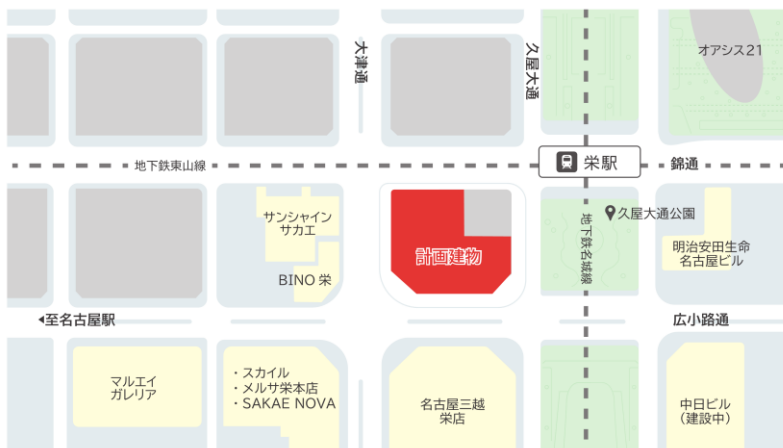 オアシス21
大津通
久屋大通
地下鉄東山線
栄駅
錦通
サンシャイン
サカエ
BINO 栄
計画建物
地下鉄名城線
久屋大通公園
明治安田生命
名古屋ビル
◀至名古屋駅
広小路通
マルエイ
ガレリア
・スカイル
・メルサ栄本店
・SAKAE NOVA
名古屋三越
栄店
中日ビル
（建設中）